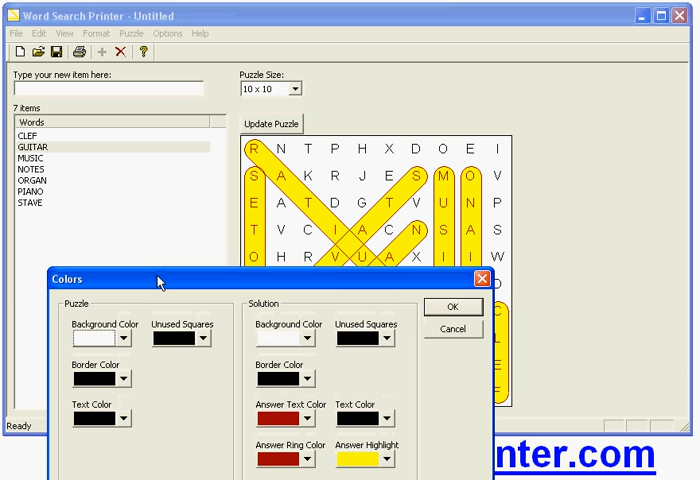 Word Search Printer - Untitled
File Edit View Format Puzzle Options Help
Type your new item here:
Puzzle Size:
10 x 10
7 items
Words
Update Puzzle
CLEF
GUITAR
MUSIC
NOTES
ORGAN
PIANO
STAVE
R N T P H X D O E I
S A K R J E S M O V
E A T D G T V U N P
T V C I A C N S A S
O H R V U A X I I W
C
L
E
F
Colors
Puzzle
Background Color Unused Squares
Border Color
Text Color
Solution
Background Color Unused Squares
Border Color
Answer Text Color Text Color
Answer Ring Color Answer Highlight
OK
Cancel
Ready
nter.com